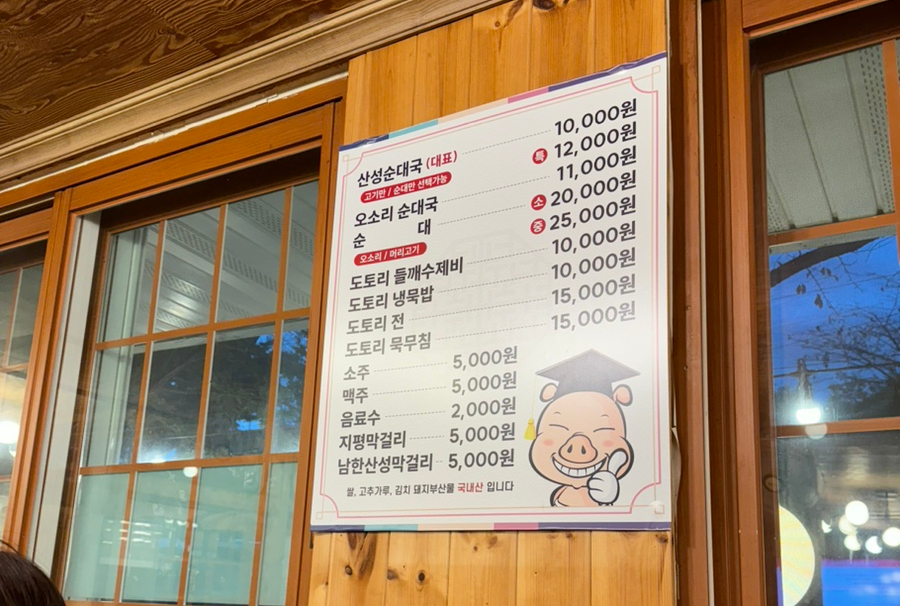 산성순대국 (대표) 10,000원
고기만 / 순대만 선택가능 특 12,000원
오소리 순대국 11,000원
순 대 소 20,000원
오소리 / 머리고기 중 25,000원
도토리 들깨수제비 10,000원
도토리 냉묵밥 10,000원
도토리 전 15,000원
도토리 묵무침 15,000원
소주 5,000원
맥주 5,000원
음료수 2,000원
지평막걸리 5,000원
남한산성막걸리 5,000원
쌀, 고추가루, 김치 돼지부산물 국내산 입니다